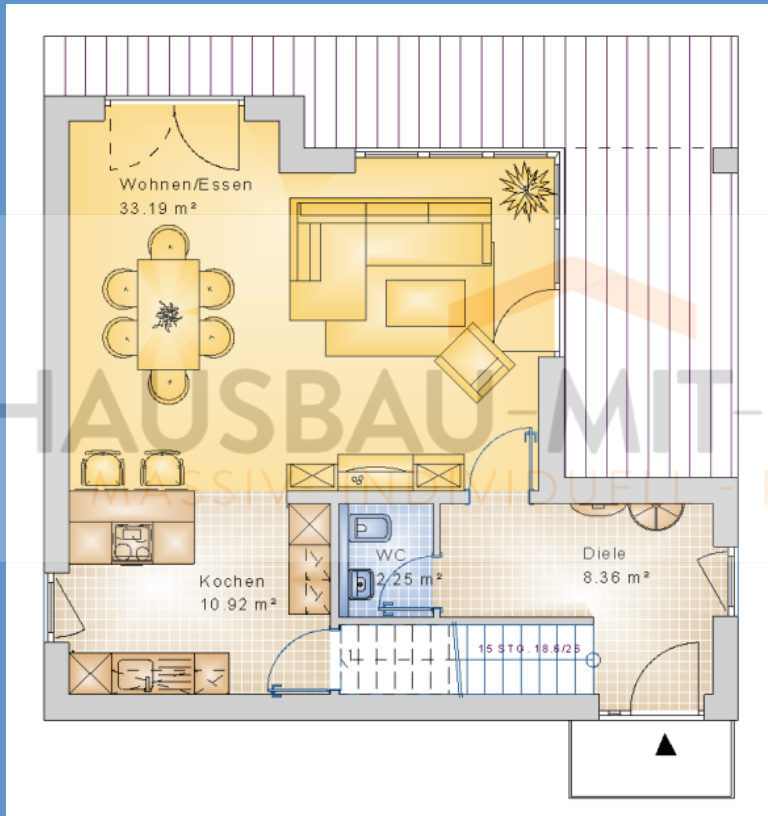 Wohnen/Essen
33.19 m²
HAUSBAU-MIT-
MASSIV - INDIVIDUELL -
WC
2.25 m²
Diele
8.36 m²
Kochen
10.92 m²
15 STG. 18.6/26